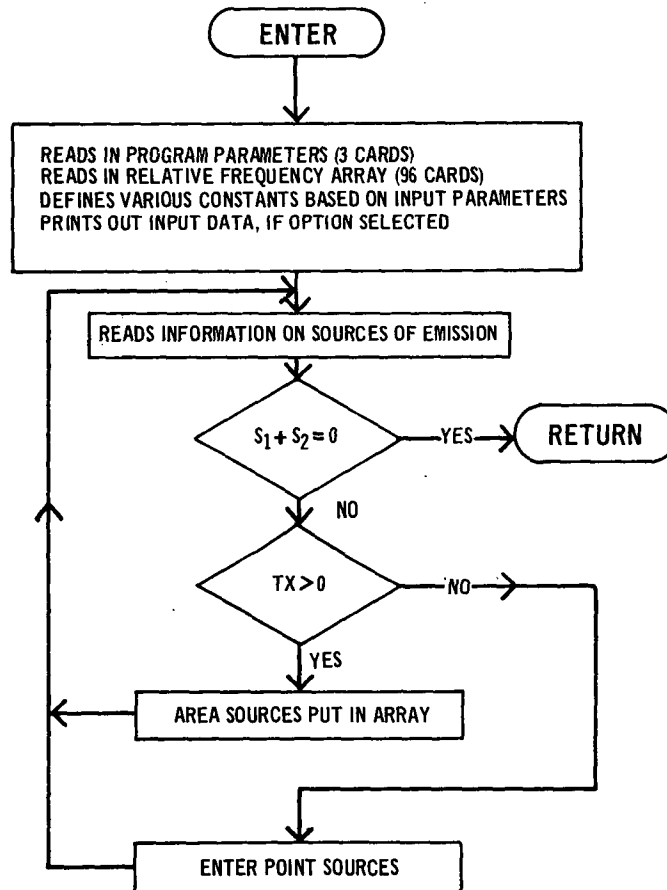 ENTER
READS IN PROGRAM PARAMETERS (3 CARDS)
READS IN RELATIVE FREQUENCY ARRAY (96 CARDS)
DEFINES VARIOUS CONSTANTS BASED ON INPUT PARAMETERS
PRINTS OUT INPUT DATA, IF OPTION SELECTED
READS INFORMATION ON SOURCES OF EMISSION
S₁ + S₂ = 0
YES
RETURN
NO
TX > 0
NO
YES
AREA SOURCES PUT IN ARRAY
ENTER POINT SOURCES